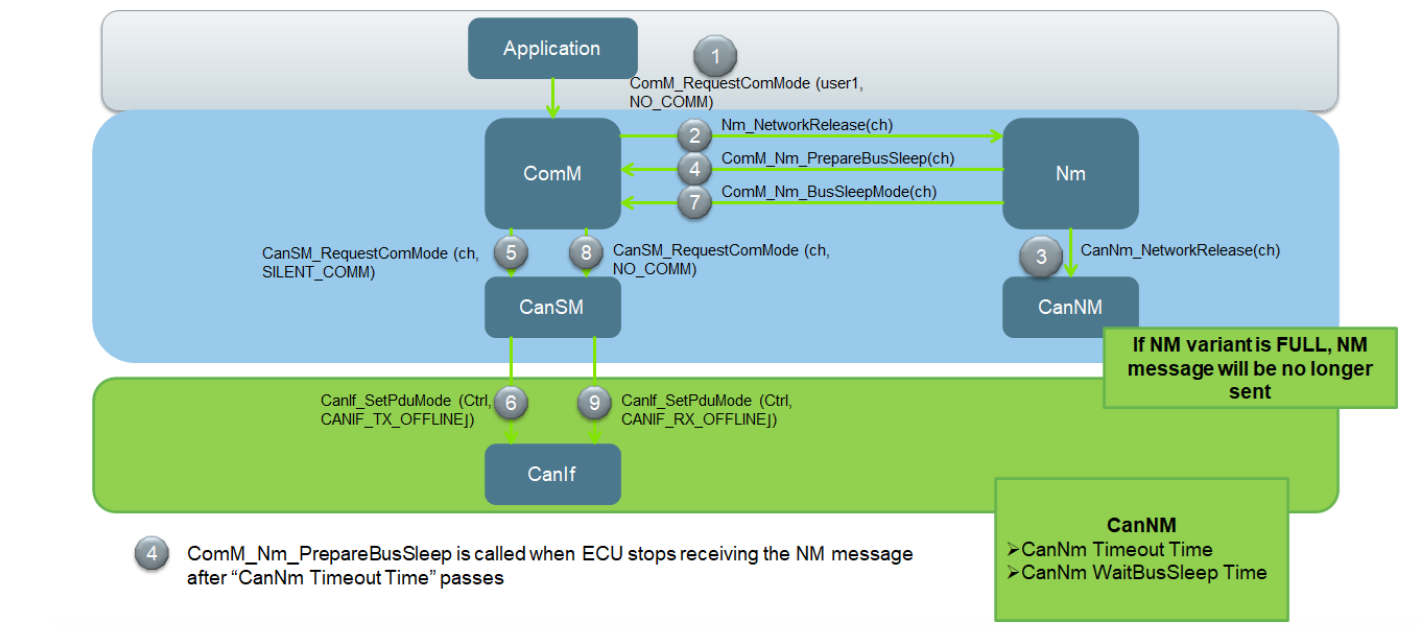 Application
1
ComM_RequestComMode (user1,
NO_COMM)
ComM
2
Nm_NetworkRelease(ch)
4
ComM_Nm_PrepareBusSleep(ch)
7
ComM_Nm_BusSleepMode(ch)
Nm
CanSM_RequestComMode (ch,
SILENT_COMM)
5
8
CanSM_RequestComMode (ch,
NO_COMM)
3
CanNm_NetworkRelease(ch)
CanSM
CanNM
If NM variant is FULL, NM
message will be no longer
sent
CanIf_SetPduMode (Ctrl,
CANIF_TX_OFFLINE⌋)
6
9
CanIf_SetPduMode (Ctrl,
CANIF_RX_OFFLINE⌋)
CanIf
4
ComM_Nm_PrepareBusSleep is called when ECU stops receiving the NM message
after “CanNm Timeout Time” passes
CanNM
➢CanNm Timeout Time
➢CanNm WaitBusSleep Time